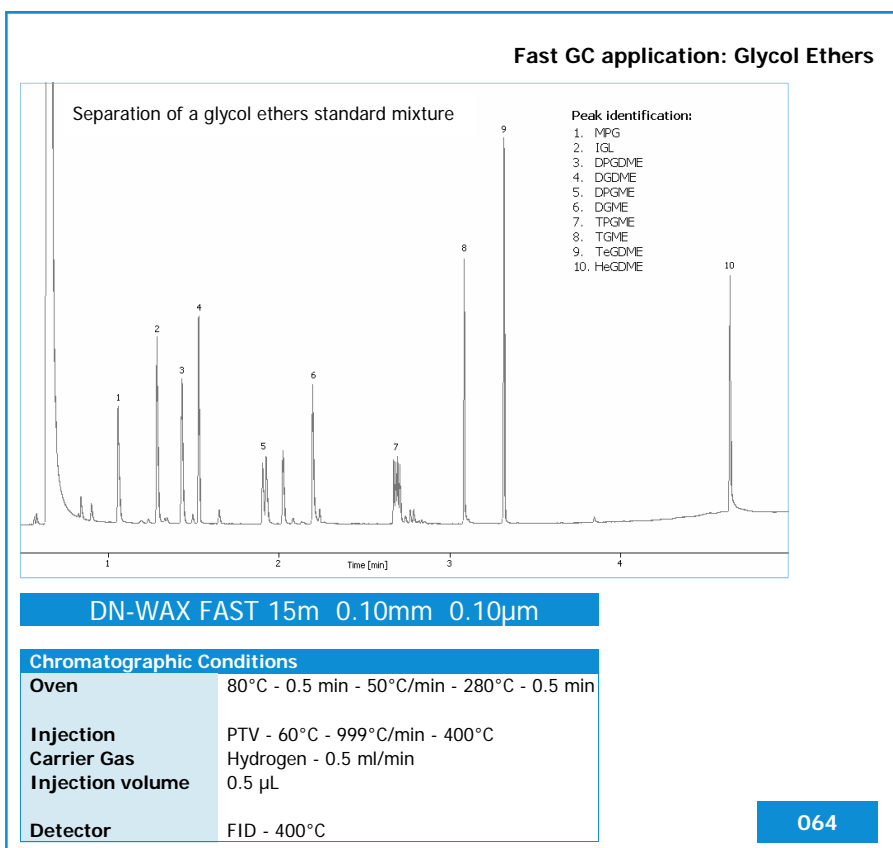 Fast GC application: Glycol Ethers
Separation of a glycol ethers standard mixture
Peak identification:
1. MPG
2. IGL
3. DPGDME
4. DGDME
5. DPGME
6. DGME
7. TPGME
8. TGME
9. TeGDME
10. HeGDME
1
2
3
4
5
6
7
8
9
10
1 2 Time [min] 3 4
DN-WAX FAST 15m 0.10mm 0.10µm
Chromatographic Conditions
Oven 80°C - 0.5 min - 50°C/min - 280°C - 0.5 min
Injection PTV - 60°C - 999°C/min - 400°C
Carrier Gas Hydrogen - 0.5 ml/min
Injection volume 0.5 µL
Detector FID - 400°C
064